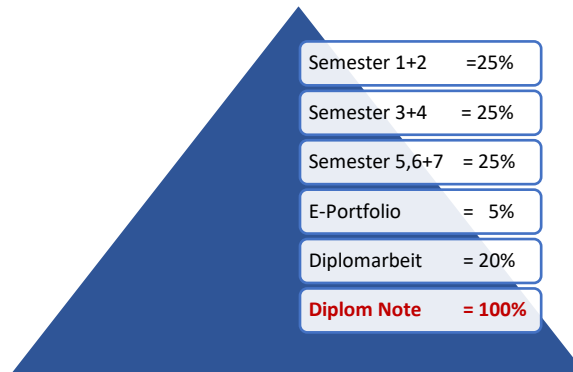 Semester 1+2 =25%
Semester 3+4 = 25%
Semester 5,6+7 = 25%
E-Portfolio = 5%
Diplomarbeit = 20%
Diplom Note = 100%